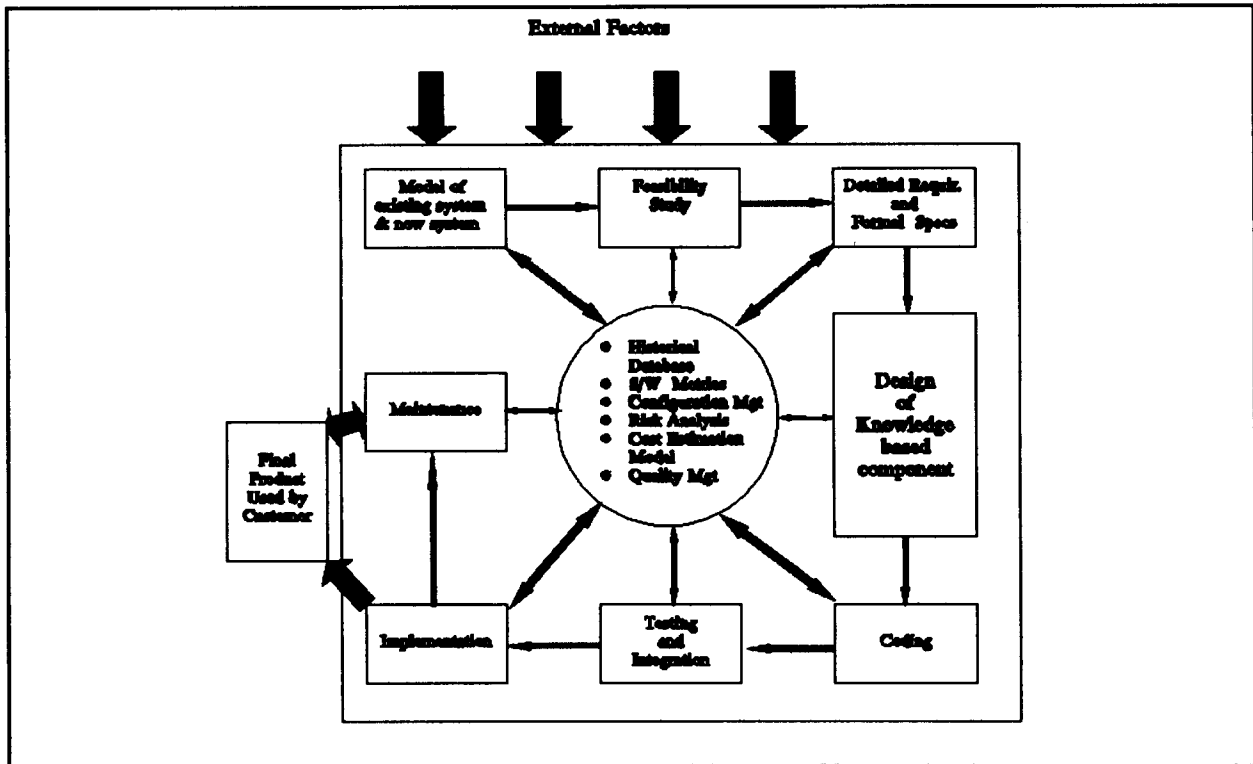 External Factors
Model of
existing system
& new system
Feasibility
Study
Detailed Requir.
and
Formal Specs
• Historical
Database
• S/W Metrics
• Configuration Mgt
• Risk Analysis
• Cost Estimation
Model
• Quality Mgt
Design
of
Knowledge
based
component
Maintenance
Final
Product
Used by
Customer
Implementation
Testing
and
Integration
Coding